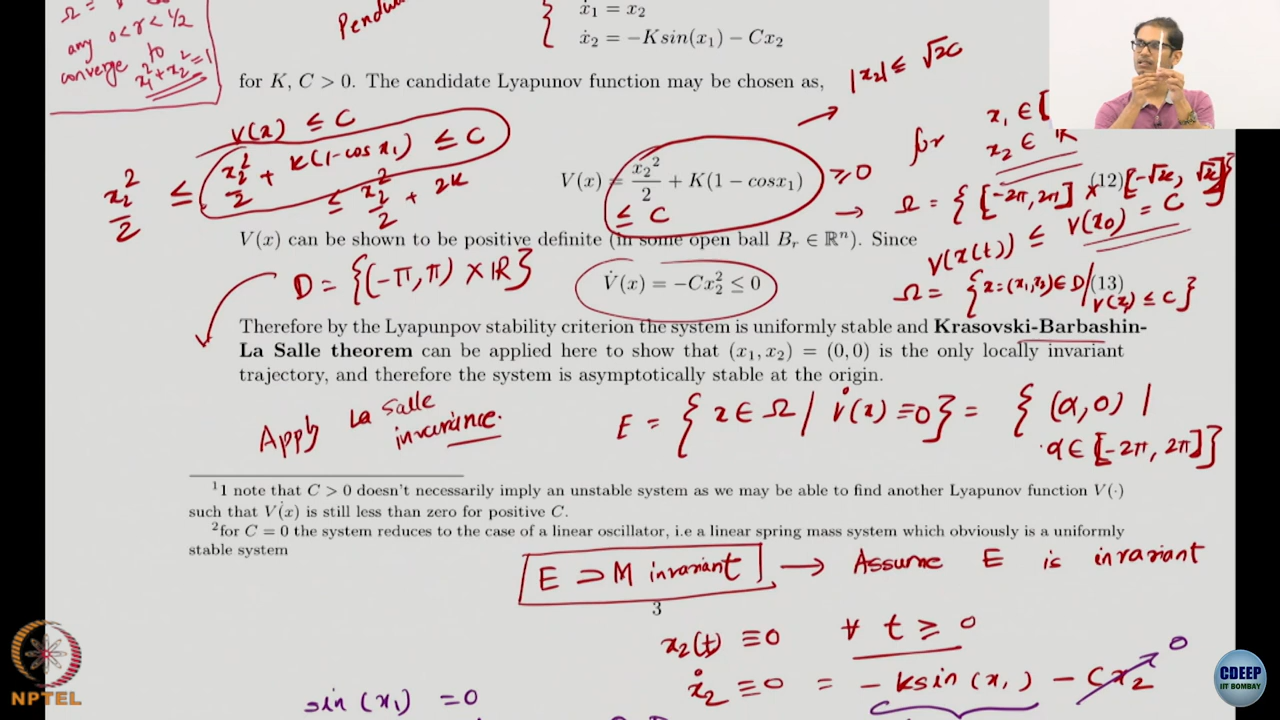 any 0 < r < 1/2
converge to
x₁² + x₂² = 1
ẋ₁ = x₂
ẋ₂ = −Ksin(x₁) − Cx₂
for K, C > 0. The candidate Lyapunov function may be chosen as,
|x₂| ≤ √2C
V(x) ≤ C
x₂²/2 ≤ x₂²/2 + K(1-cos x₁) ≤ C
≤ x₂²/2 + 2K
V(x) = x₂²/2 + K(1 − cosx₁) ≥ 0 (12)
≤ C
for x₁ ∈ [
x₂ ∈ ℝ
→ Ω = { [-2π, 2π] × [-√2c, √2c] }
V(x(t)) ≤ V(x₀) = C
V(x) can be shown to be positive definite (in some open ball Bᵣ ∈ ℝⁿ). Since
D = {(-π, π) × ℝ}
V̇(x) = −Cx₂² ≤ 0 (13)
Ω = { x = (x₁, x₂) ∈ D / V(x) ≤ C }
Therefore by the Lyapunpov stability criterion the system is uniformly stable and Krasovski-Barbashin-
La Salle theorem can be applied here to show that (x₁, x₂) = (0, 0) is the only locally invariant
trajectory, and therefore the system is asymptotically stable at the origin.
Apply La Salle invariance.
E = { x ∈ Ω / V̇(x) ≡ 0 } = { (α, 0) |
α ∈ [-2π, 2π] }
¹1 note that C > 0 doesn't necessarily imply an unstable system as we may be able to find another Lyapunov function V(·)
such that V̇(x) is still less than zero for positive C.
²for C = 0 the system reduces to the case of a linear oscillator, i.e a linear spring mass system which obviously is a uniformly
stable system
E ⊃ M invariant → Assume E is invariant
3
x₂(t) ≡ 0 ∀ t ≥ 0
ẋ₂ ≡ 0 = - K sin (x₁) - Cx₂ 0
sin (x₁) = 0
NPTEL
CDEEP
IIT BOMBAY